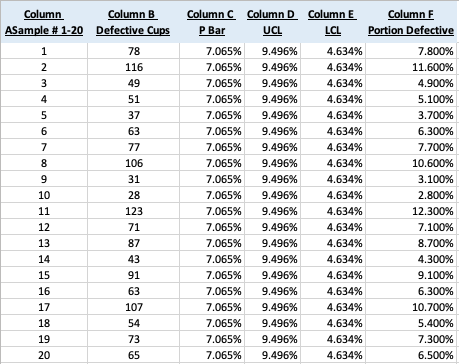 Column Column B Column C Column D Column E Column F
ASample # 1-20 Defective Cups P Bar UCL LCL Portion Defective
1 78 7.065% 9.496% 4.634% 7.800%
2 116 7.065% 9.496% 4.634% 11.600%
3 49 7.065% 9.496% 4.634% 4.900%
4 51 7.065% 9.496% 4.634% 5.100%
5 37 7.065% 9.496% 4.634% 3.700%
6 63 7.065% 9.496% 4.634% 6.300%
7 77 7.065% 9.496% 4.634% 7.700%
8 106 7.065% 9.496% 4.634% 10.600%
9 31 7.065% 9.496% 4.634% 3.100%
10 28 7.065% 9.496% 4.634% 2.800%
11 123 7.065% 9.496% 4.634% 12.300%
12 71 7.065% 9.496% 4.634% 7.100%
13 87 7.065% 9.496% 4.634% 8.700%
14 43 7.065% 9.496% 4.634% 4.300%
15 91 7.065% 9.496% 4.634% 9.100%
16 63 7.065% 9.496% 4.634% 6.300%
17 107 7.065% 9.496% 4.634% 10.700%
18 54 7.065% 9.496% 4.634% 5.400%
19 73 7.065% 9.496% 4.634% 7.300%
20 65 7.065% 9.496% 4.634% 6.500%